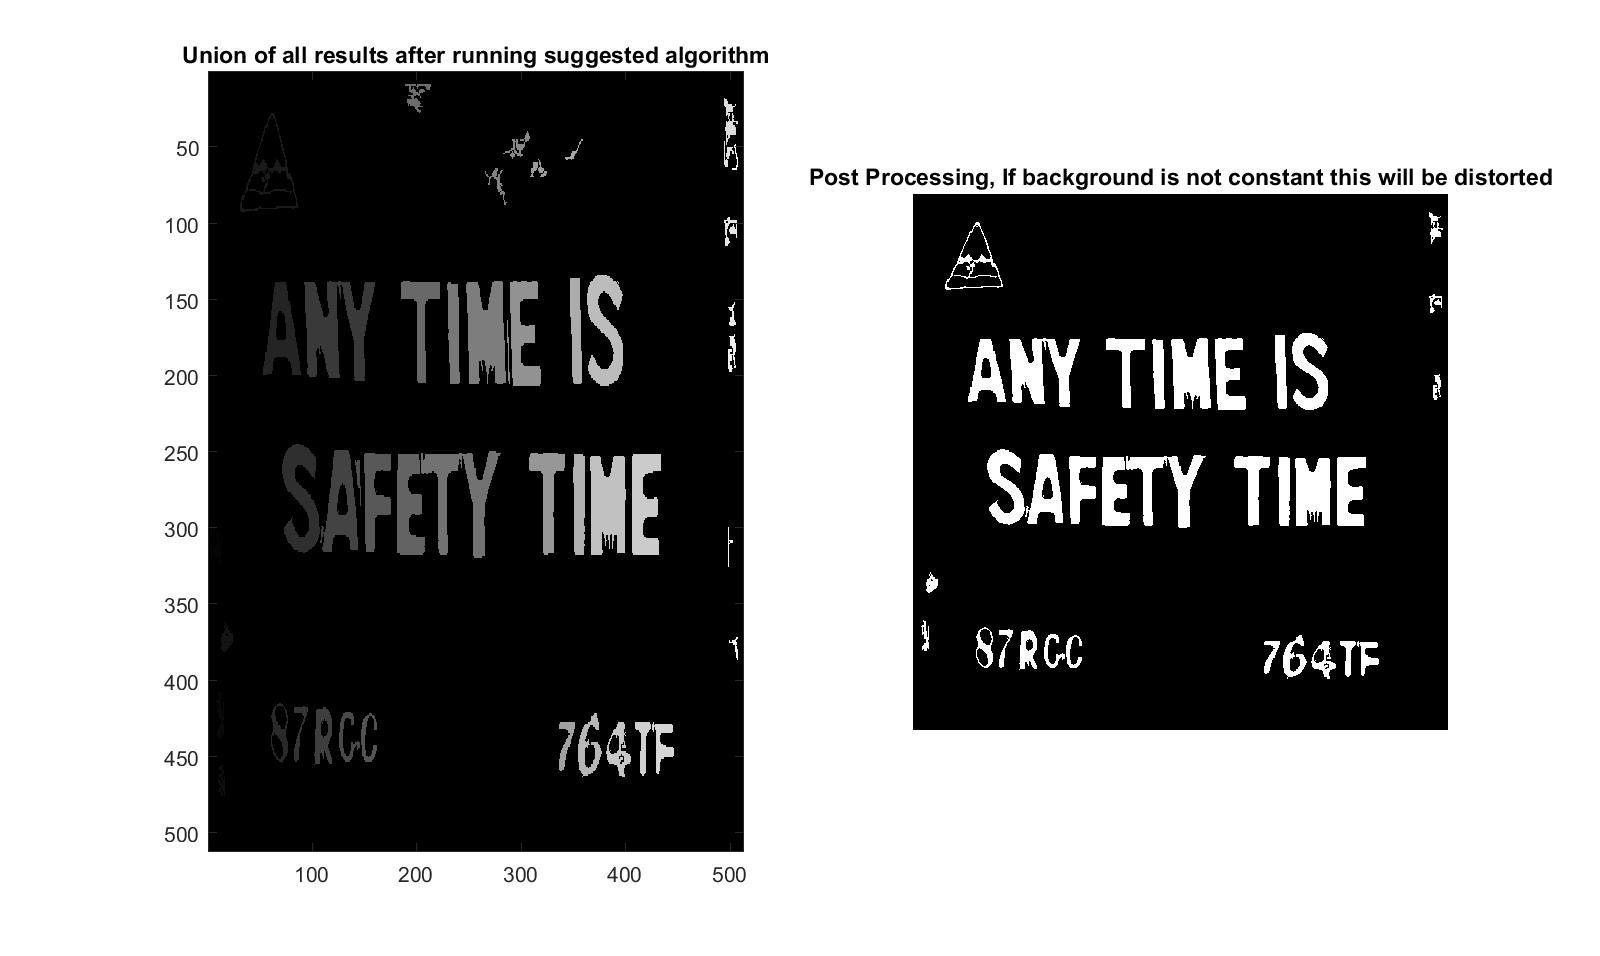 Union of all results after running suggested algorithm
50
100
150
200
250
300
350
400
450
500
100 200 300 400 500
ANY TIME IS
SAFETY TIME
87RCC 764TF
Post Processing, If background is not constant this will be distorted
ANY TIME IS
SAFETY TIME
87RCC 764TF